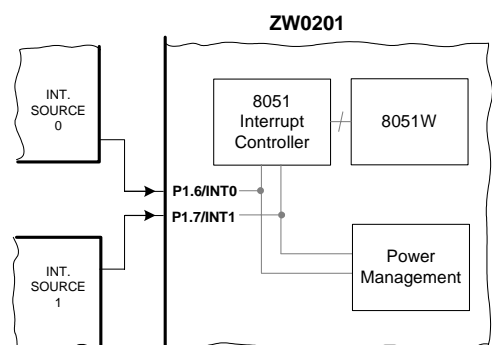 ZW0201
INT.
SOURCE
0
8051
Interrupt
Controller
8051W
P1.6/INT0
P1.7/INT1
INT.
SOURCE
1
Power
Management